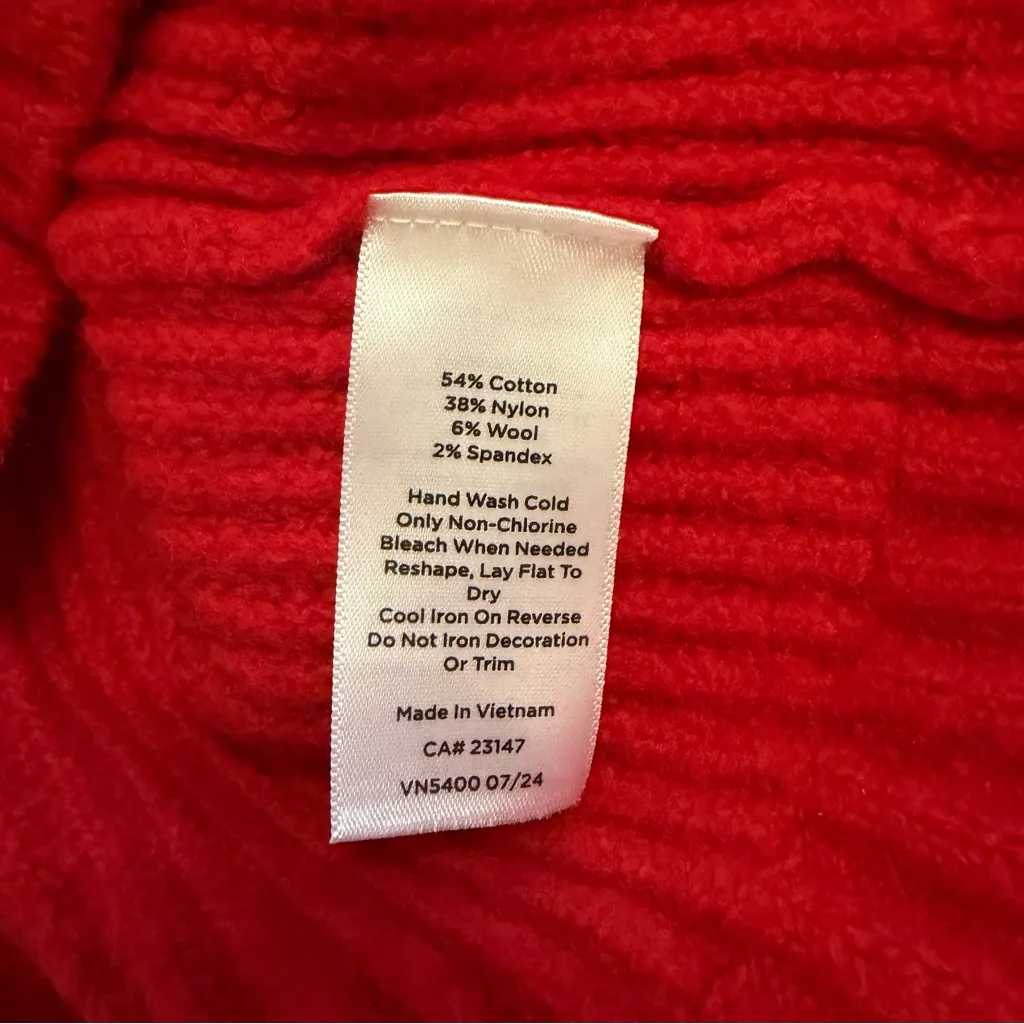 54% Cotton
38% Nylon
6% Wool
2% Spandex
Hand Wash Cold
Only Non-Chlorine
Bleach When Needed
Reshape, Lay Flat To
Dry
Cool Iron On Reverse
Do Not Iron Decoration
Or Trim
Made In Vietnam
CA# 23147
VN5400 07/24